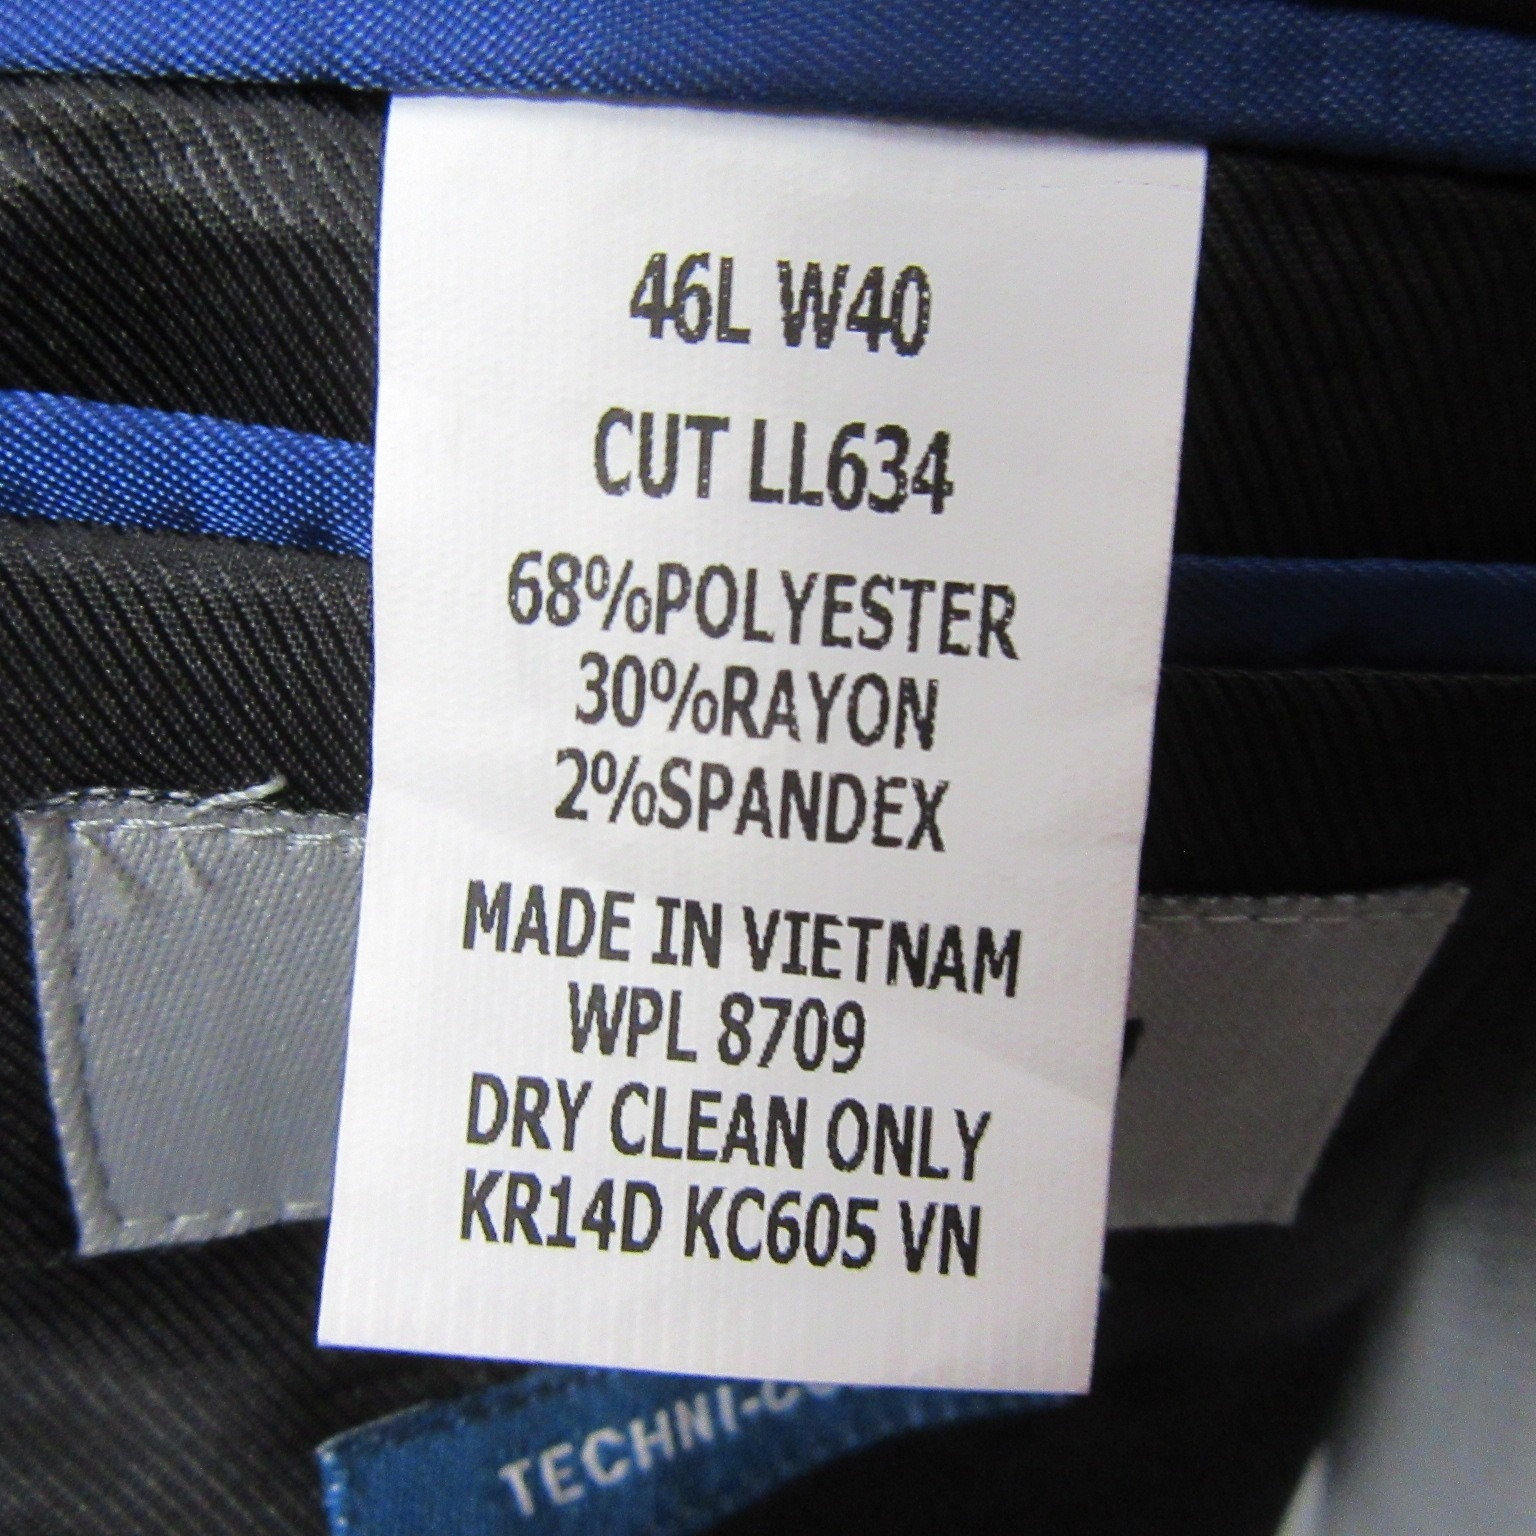 46L W40
CUT LL634
68%POLYESTER
30%RAYON
2%SPANDEX
MADE IN VIETNAM
WPL 8709
DRY CLEAN ONLY
KR14D KC605 VN